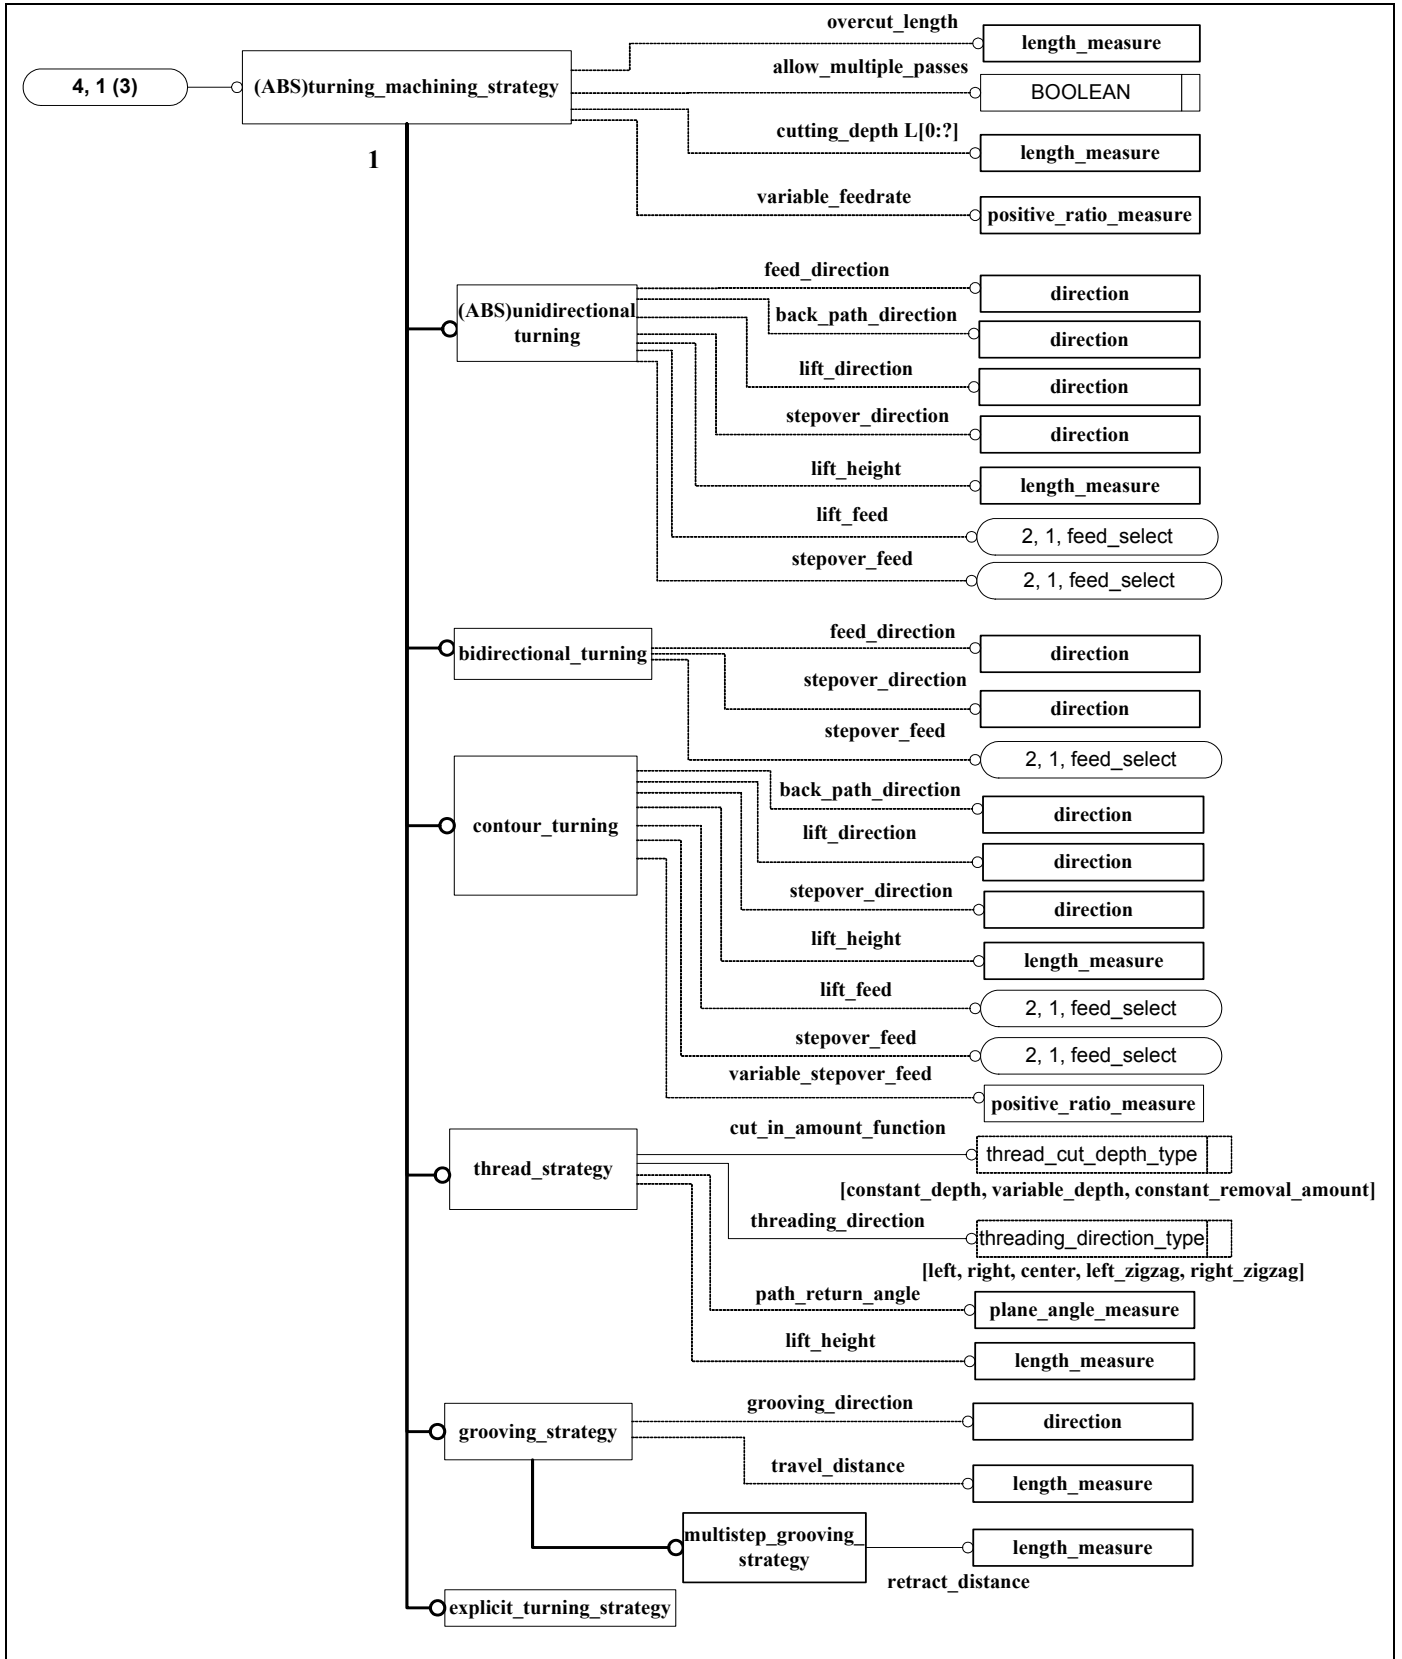 overcut_length
length_measure
4, 1 (3)
(ABS)turning_machining_strategy
allow_multiple_passes
BOOLEAN
1
cutting_depth L[0:?]
length_measure
variable_feedrate
positive_ratio_measure
feed_direction
direction
(ABS)unidirectional
turning
back_path_direction
direction
lift_direction
direction
stepover_direction
direction
lift_height
length_measure
lift_feed
2, 1, feed_select
stepover_feed
2, 1, feed_select
bidirectional_turning
feed_direction
direction
stepover_direction
direction
stepover_feed
2, 1, feed_select
contour_turning
back_path_direction
direction
lift_direction
direction
stepover_direction
direction
lift_height
length_measure
lift_feed
2, 1, feed_select
stepover_feed
2, 1, feed_select
variable_stepover_feed
positive_ratio_measure
thread_strategy
cut_in_amount_function
thread_cut_depth_type
[constant_depth, variable_depth, constant_removal_amount]
threading_direction
threading_direction_type
[left, right, center, left_zigzag, right_zigzag]
path_return_angle
plane_angle_measure
lift_height
length_measure
grooving_strategy
grooving_direction
direction
travel_distance
length_measure
multistep_grooving_
strategy
length_measure
retract_distance
explicit_turning_strategy